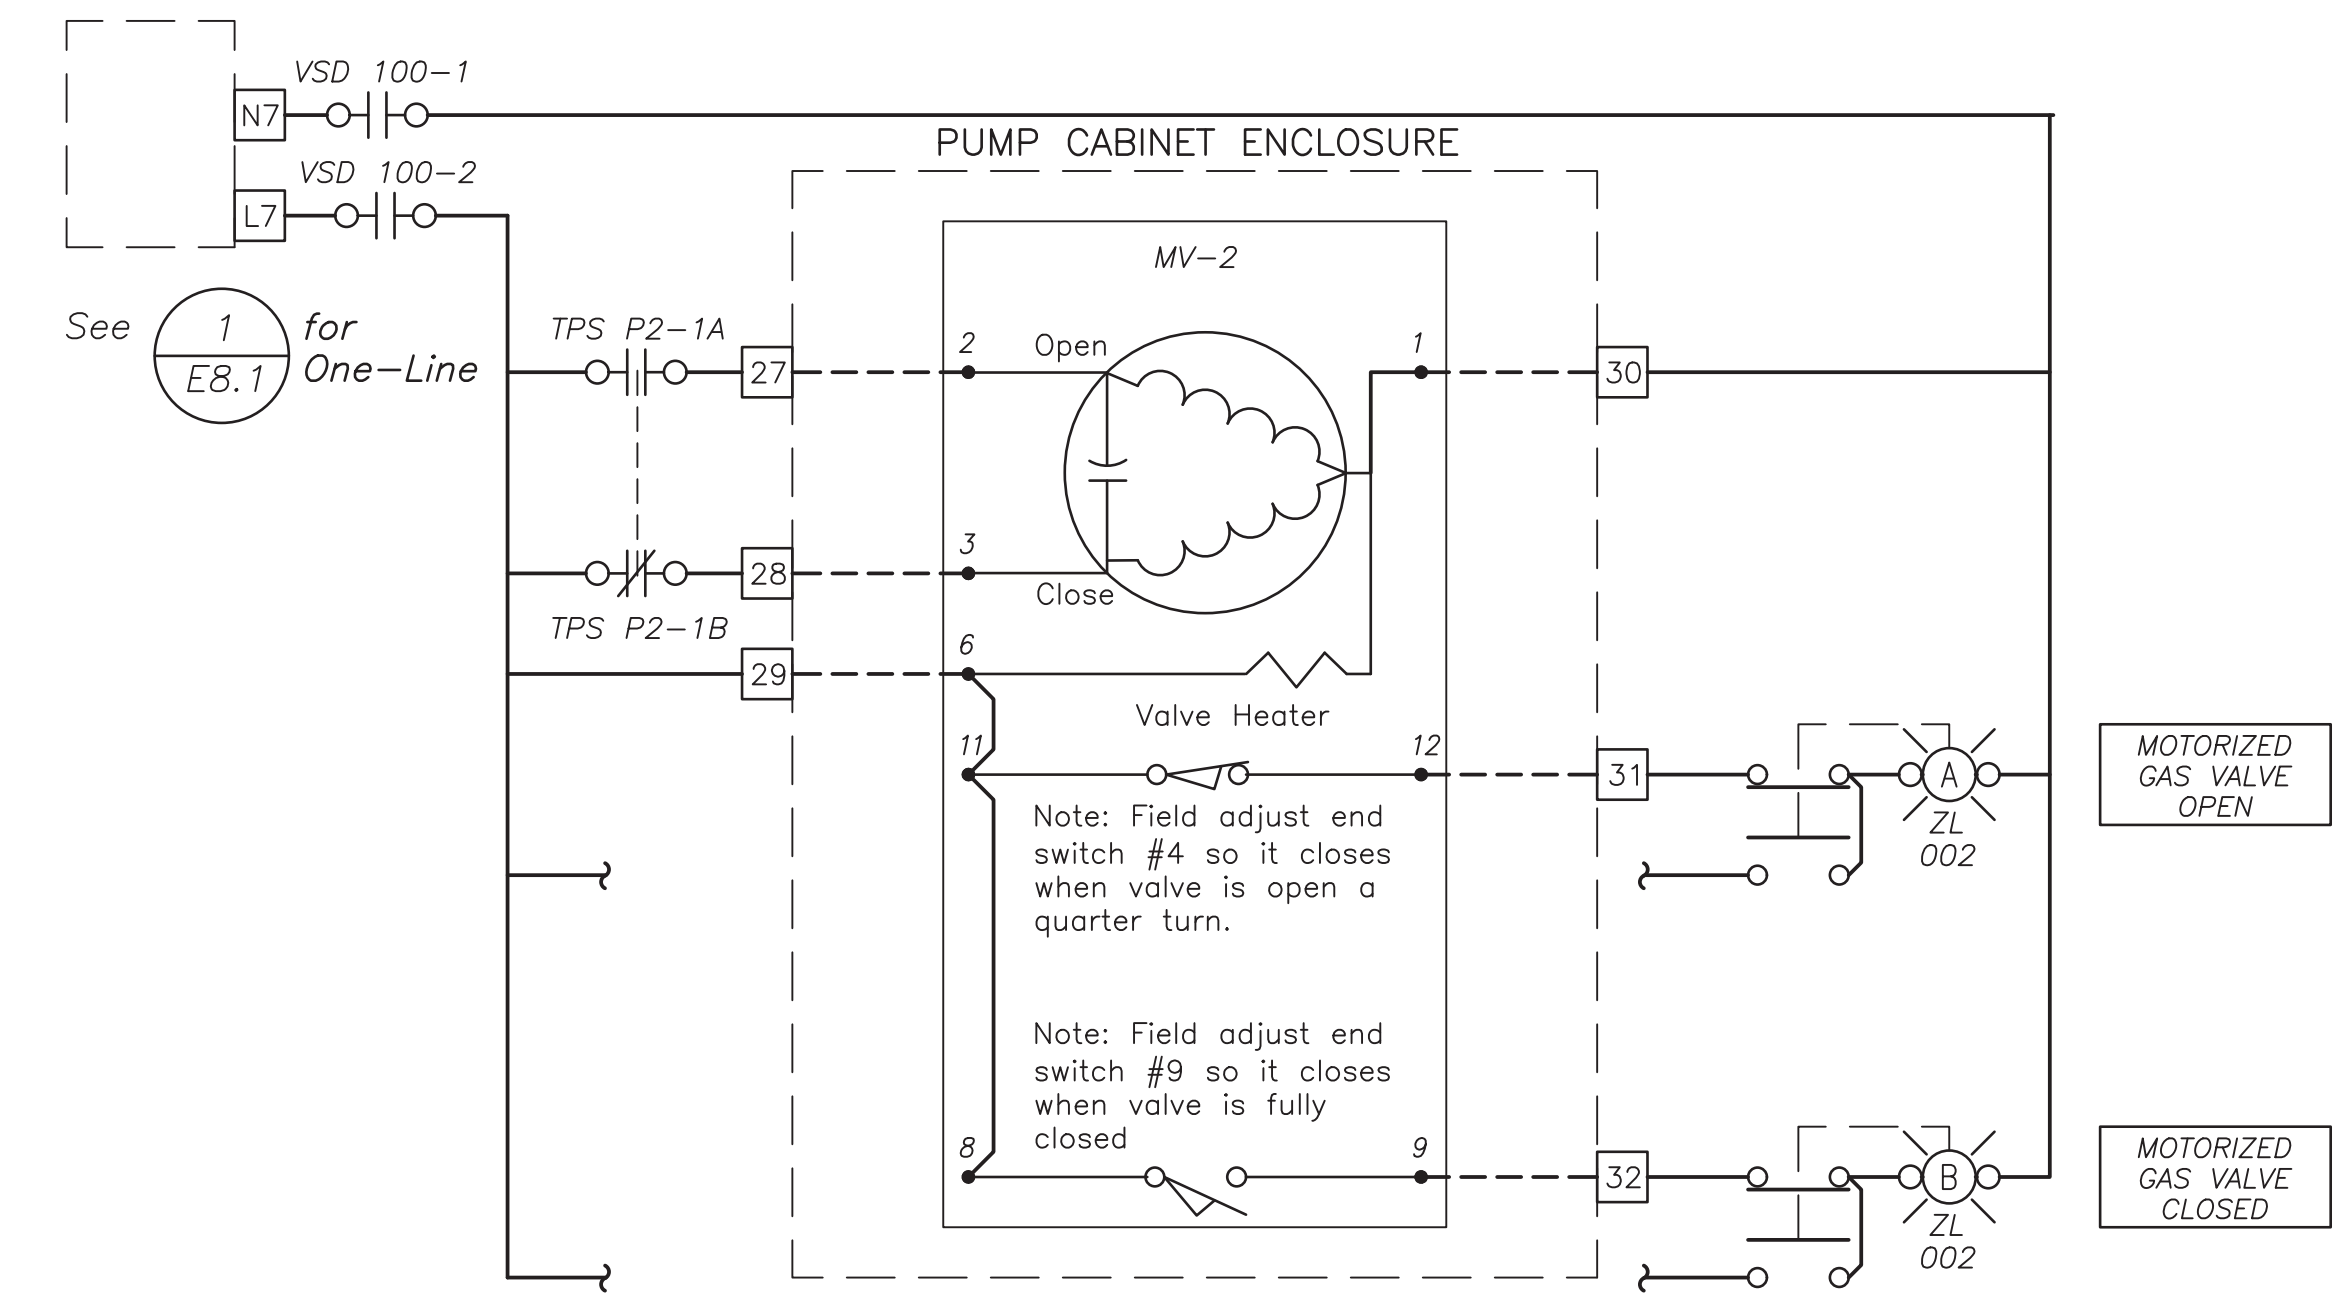 VSD 100-1
N7
PUMP CABINET ENCLOSURE
VSD 100-2
L7
MV-2
See
1
E8.1
for
One-Line
TPS P2-1A
27
2
Open
1
30
3
28
Close
TPS P2-1B
6
29
Valve Heater
11
12
31
A
ZL
002
MOTORIZED
GAS VALVE
OPEN
Note: Field adjust end
switch #4 so it closes
when valve is open a
quarter turn.
Note: Field adjust end
switch #9 so it closes
when valve is fully
closed
8
9
32
B
ZL
002
MOTORIZED
GAS VALVE
CLOSED